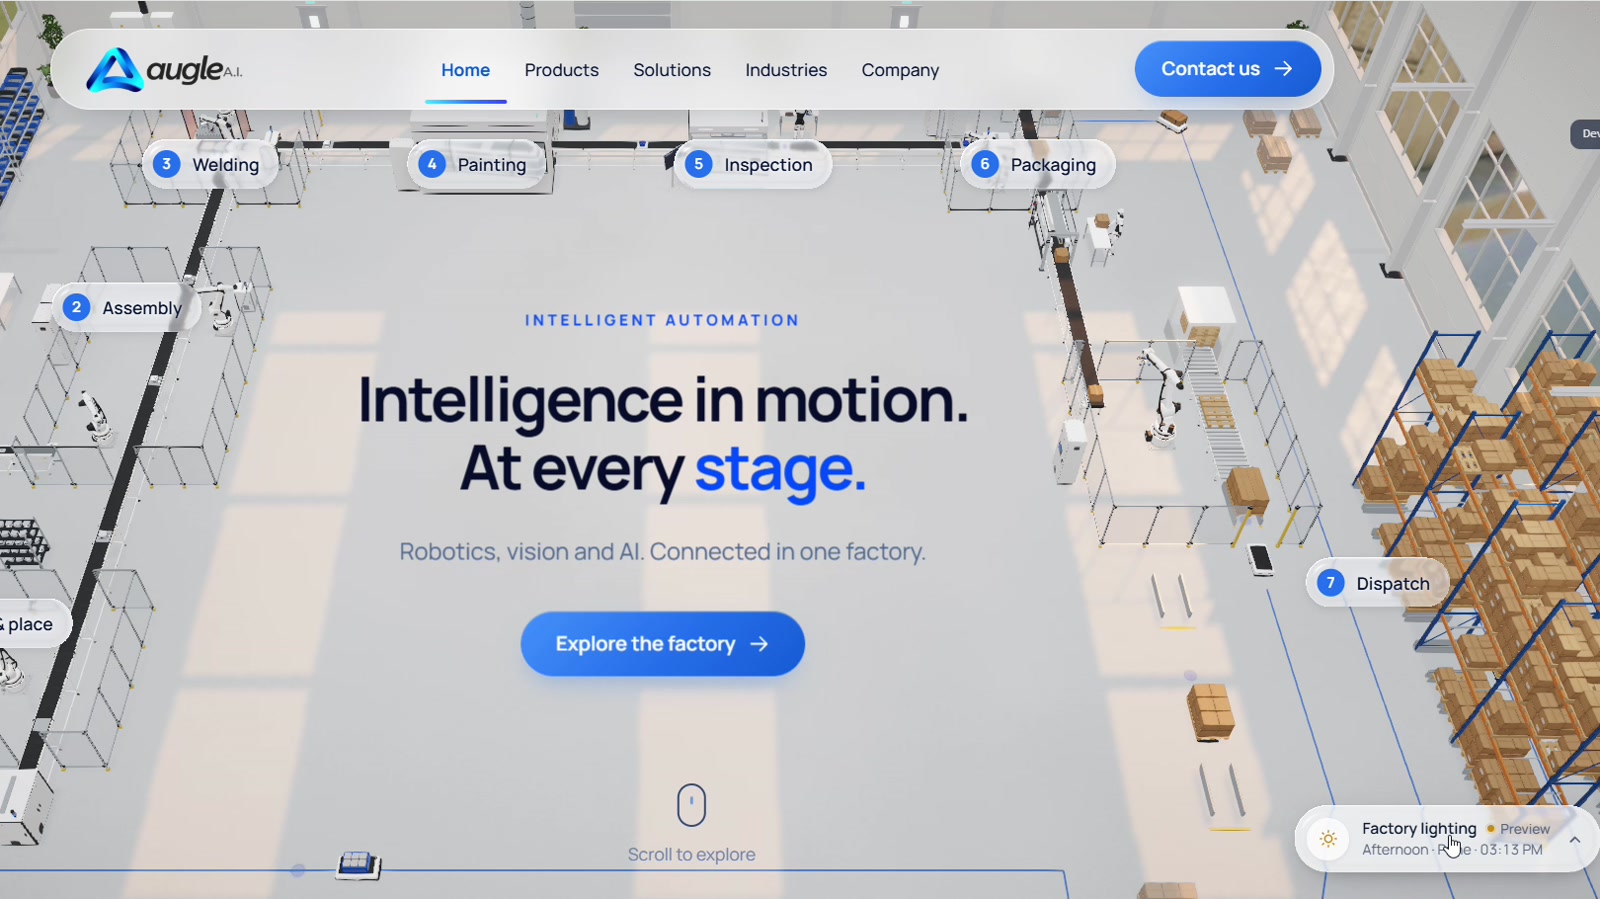 augle A.I.
Home
Products
Solutions
Industries
Company
Contact us
Dev
3 Welding
4 Painting
5 Inspection
6 Packaging
2 Assembly
INTELLIGENT AUTOMATION
Intelligence in motion.
At every stage.
Robotics, vision and AI. Connected in one factory.
Explore the factory
& place
7 Dispatch
Scroll to explore
Factory lighting
Preview
Afternoon · · 03:13 PM